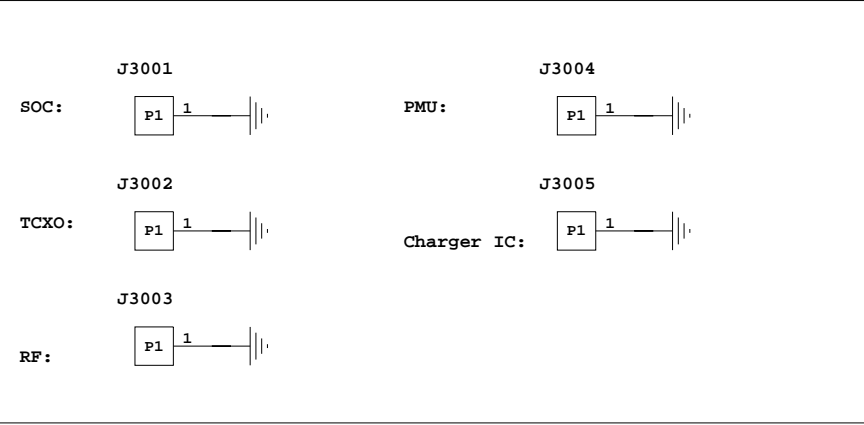 J3001
SOC:
P1
1
J3004
PMU:
P1
1
J3002
TCXO:
P1
1
J3005
Charger IC:
P1
1
J3003
RF:
P1
1